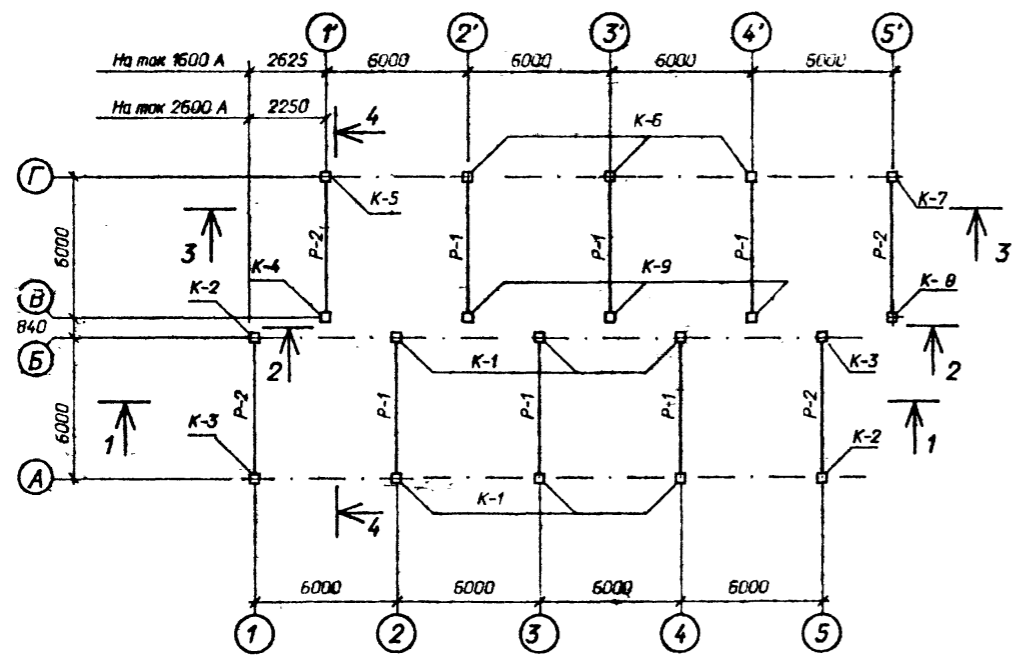 1' 2' 3' 4' 5'
На ток 1600 А 2625 6000 6000 6000 6000
На ток 2600 А 2250
4
К-6
Г
К-5 К-7
3 3
6000 Р-2 Р-1 Р-1 Р-1 Р-2
К-4 К-9
К-2 К-8
В
840
Б
2 К-1 К-3 2
6000 Р-2 Р-1 Р-1 Р-1 Р-2
1 К-3 К-2 1
А
К-1
4
6000 6000 6000 6000
1 2 3 4 5